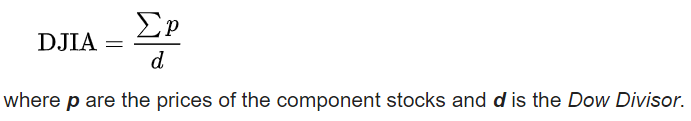 DJIA = ∑p / d
where p are the prices of the component stocks and d is the Dow Divisor.